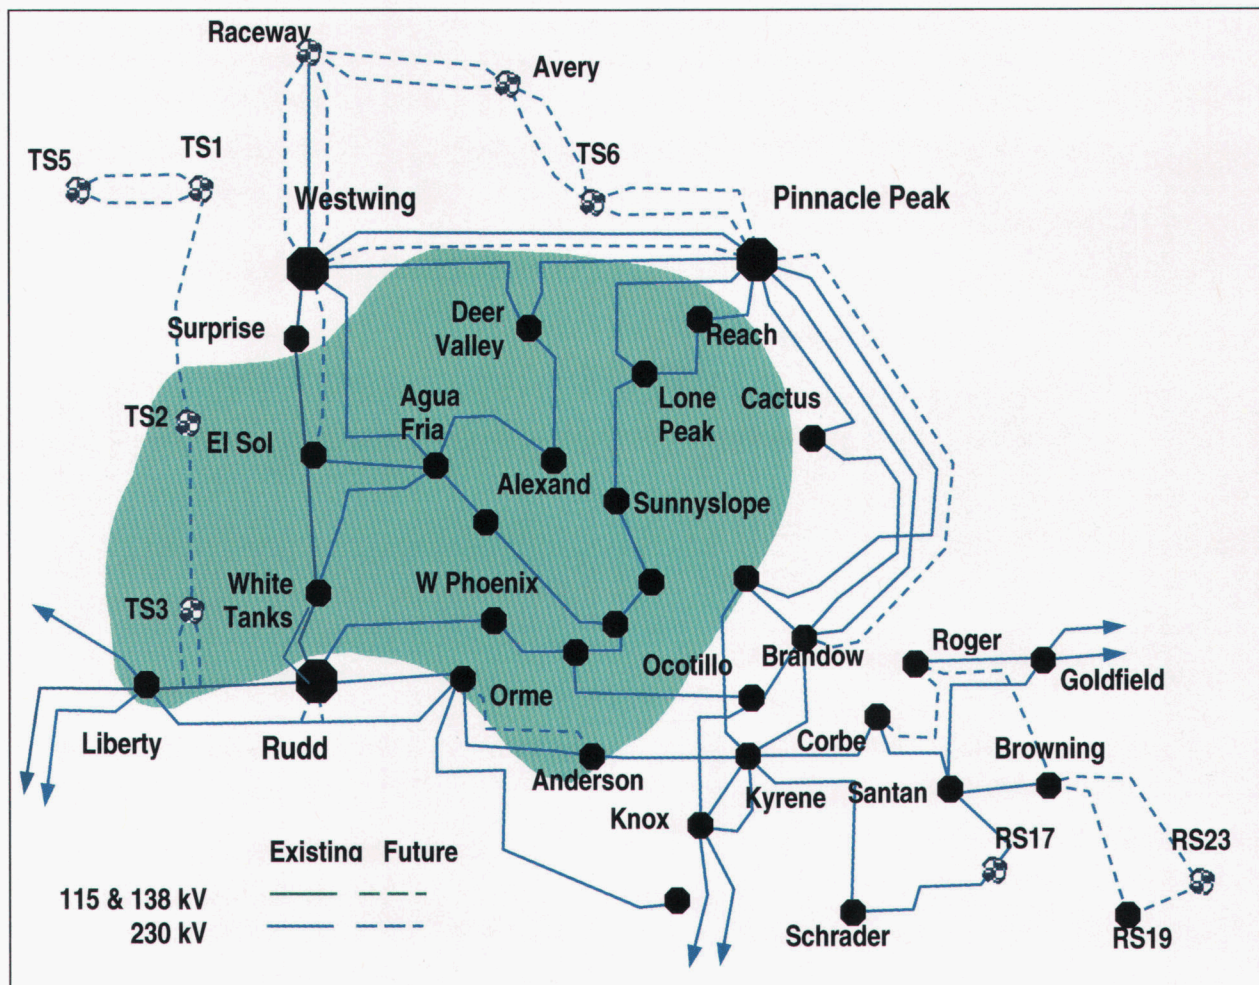 Raceway
Avery
TS5
TS1
TS6
Westwing
Pinnacle Peak
Surprise
Deer
Valley
Reach
Agua
Fria
Lone
Peak
Cactus
TS2
El Sol
Alexand
Sunnyslope
TS3
White
Tanks
W Phoenix
Ocotillo
Brandow
Roger
Goldfield
Orme
Liberty
Rudd
Corbe
Browning
Anderson
Kyrene
Santan
Knox
RS17
RS23
Existing Future
115 & 138 kV
230 kV
Schrader
RS19